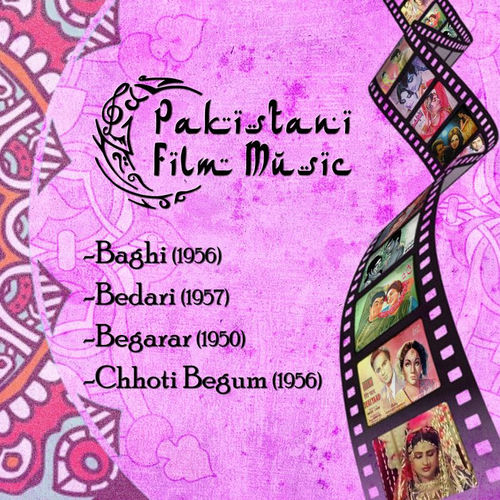 Pakistani
Film Music
-Baghi (1956)
-Bedari (1957)
-Begarar (1950)
-Chhoti Begum (1956)